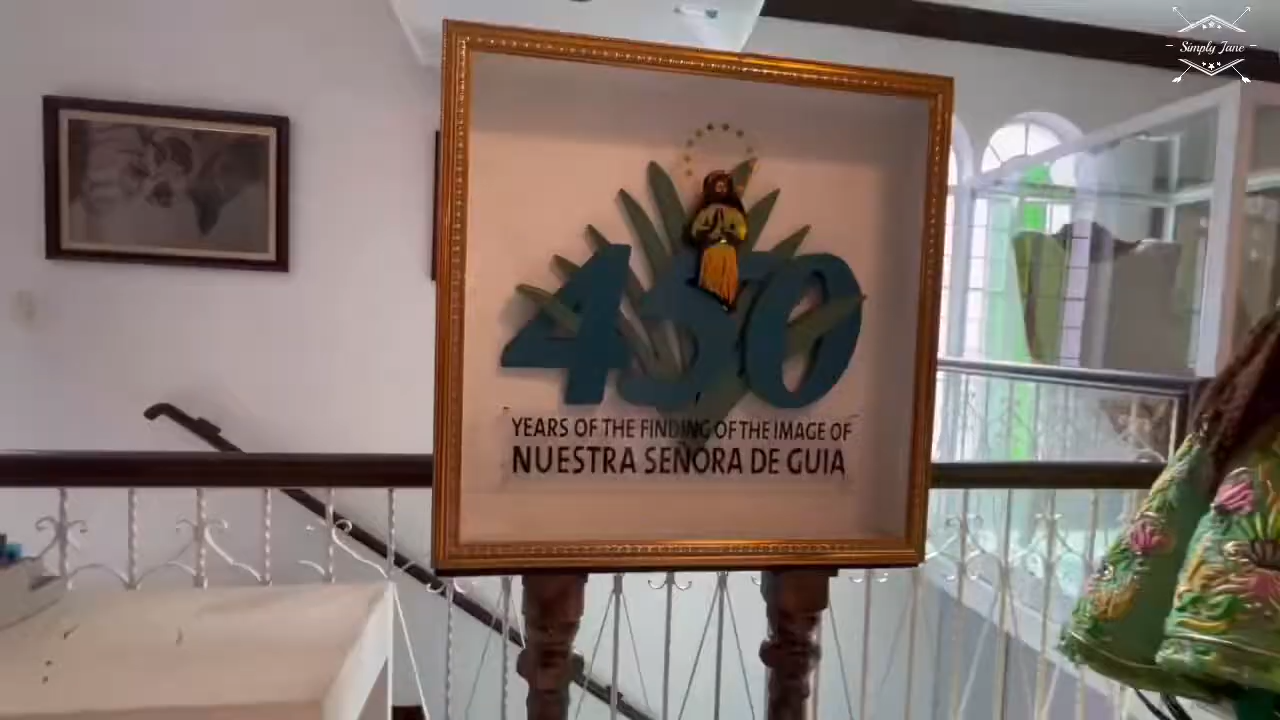 Simply Jane
450
YEARS OF THE FINDING OF THE IMAGE OF
NUESTRA SEÑORA DE GUIA